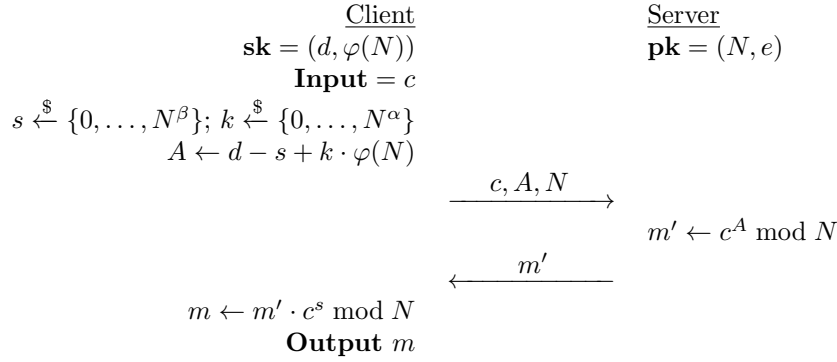 Client Server
sk = (d, φ(N)) pk = (N, e)
Input = c
s ←$ {0, . . . , N^β}; k ←$ {0, . . . , N^α}
A ← d − s + k · φ(N)
c, A, N
m′ ← c^A mod N
m′
m ← m′ · c^s mod N
Output m